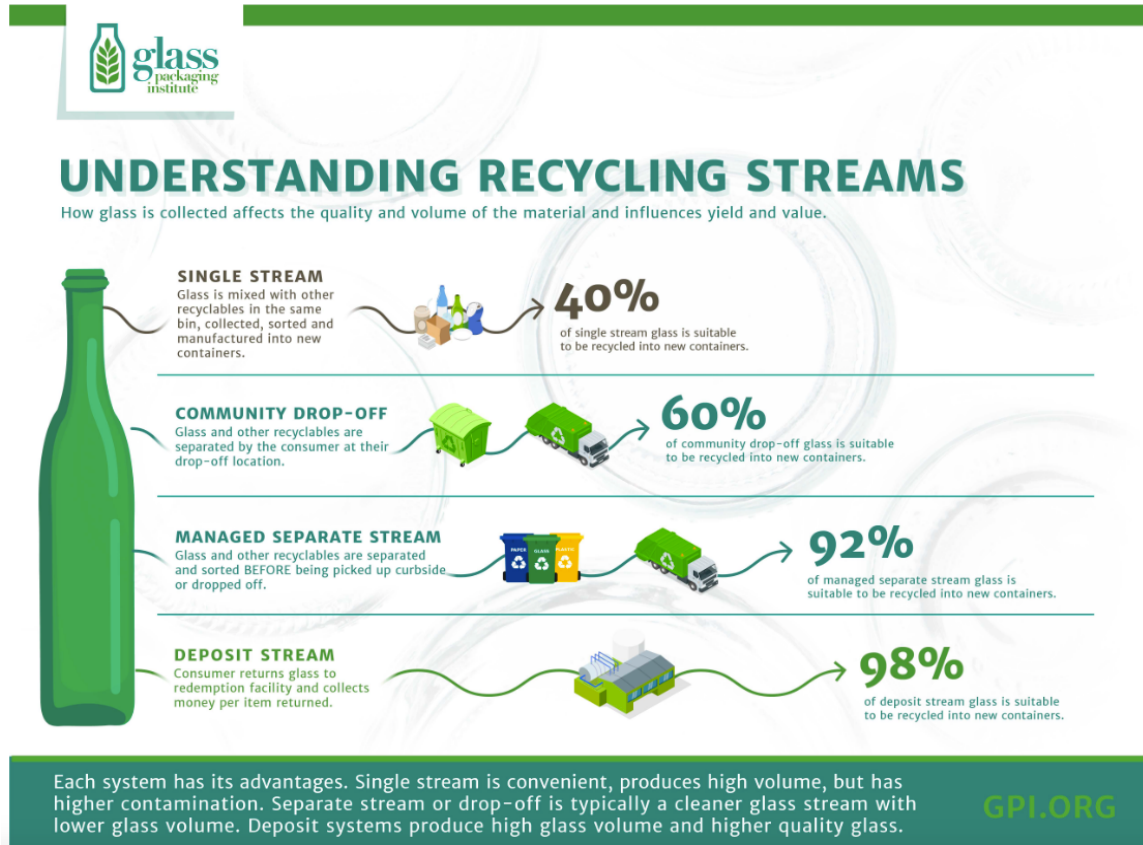 glass
packaging
institute
UNDERSTANDING RECYCLING STREAMS
How glass is collected affects the quality and volume of the material and influences yield and value.
SINGLE STREAM
Glass is mixed with other
recyclables in the same
bin, collected, sorted and
manufactured into new
containers.
40%
of single stream glass is suitable
to be recycled into new containers.
COMMUNITY DROP-OFF
Glass and other recyclables are
separated by the consumer at their
drop-off location.
60%
of community drop-off glass is suitable
to be recycled into new containers.
MANAGED SEPARATE STREAM
Glass and other recyclables are separated
and sorted BEFORE being picked up curbside
or dropped off.
PAPER
GLASS
PLASTIC
92%
of managed separate stream glass is
suitable to be recycled into new containers.
DEPOSIT STREAM
Consumer returns glass to
redemption facility and collects
money per item returned.
98%
of deposit stream glass is suitable
to be recycled into new containers.
Each system has its advantages. Single stream is convenient, produces high volume, but has
higher contamination. Separate stream or drop-off is typically a cleaner glass stream with
lower glass volume. Deposit systems produce high glass volume and higher quality glass.
GPI.ORG